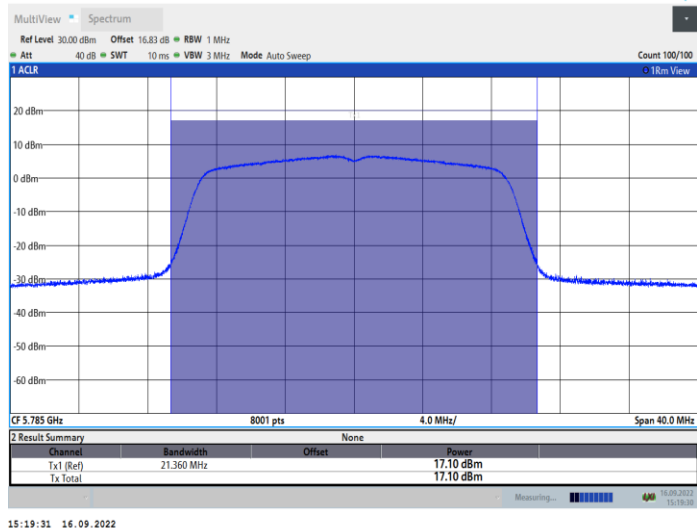 MultiView Spectrum
Ref Level 30.00 dBm Offset 16.83 dB RBW 1 MHz
Att 40 dB SWT 10 ms VBW 3 MHz Mode Auto Sweep Count 100/100
1 ACLR 1Rm View
20 dBm
10 dBm
0 dBm
-10 dBm
-20 dBm
-30 dBm
-40 dBm
-50 dBm
-60 dBm
CF 5.785 GHz 8001 pts 4.0 MHz/ Span 40.0 MHz
2 Result Summary None
Channel Bandwidth Offset Power
Tx1 (Ref) 21.360 MHz 17.10 dBm
Tx Total 17.10 dBm
Measuring... 16.09.2022
15:19:30
15:19:31 16.09.2022